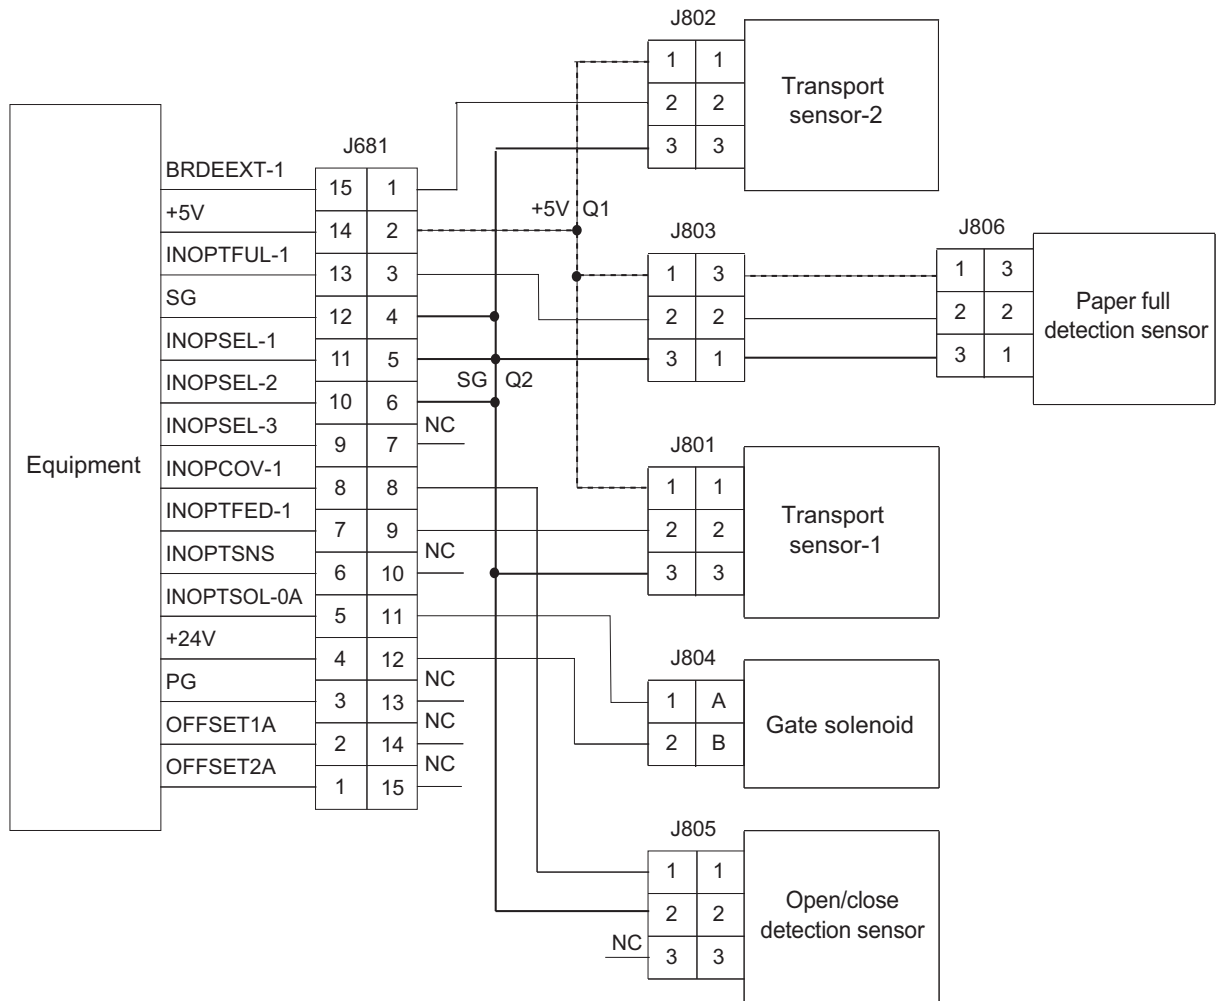 J802
1 1
2 2
3 3
Transport
sensor-2
Equipment
J681
BRDEEXT-1
15 1
+5V
14 2
INOPTFUL-1
13 3
SG
12 4
INOPSEL-1
11 5
INOPSEL-2
10 6
INOPSEL-3
9 7
NC
INOPCOV-1
8 8
INOPTFED-1
7 9
INOPTSNS
6 10
NC
INOPTSOL-0A
5 11
+24V
4 12
PG
3 13
NC
OFFSET1A
2 14
NC
OFFSET2A
1 15
NC
+5V Q1
SG Q2
J803
1 3
2 2
3 1
J806
1 3
2 2
3 1
Paper full
detection sensor
J801
1 1
2 2
3 3
Transport
sensor-1
J804
1 A
2 B
Gate solenoid
J805
1 1
2 2
NC
3 3
Open/close
detection sensor